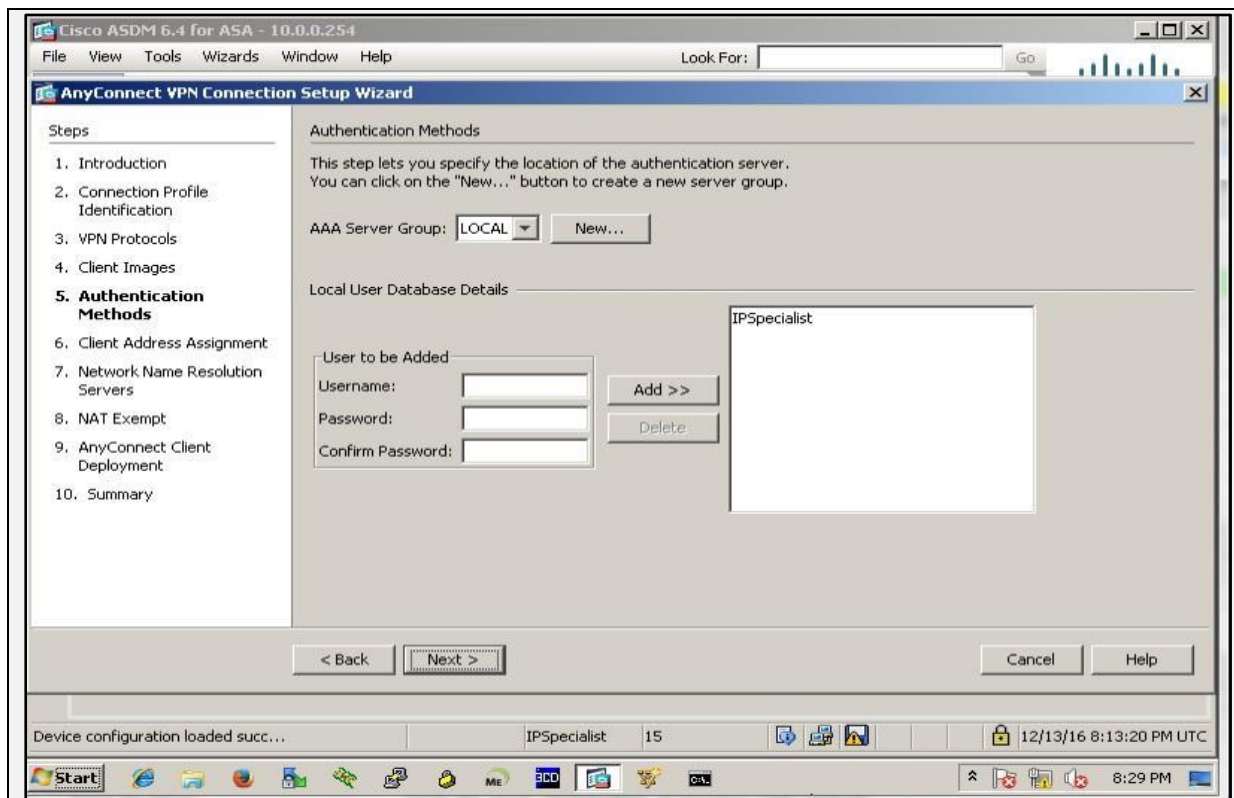 Cisco ASDM 6.4 for ASA - 10.0.0.254
File View Tools Wizards Window Help Look For: Go
AnyConnect VPN Connection Setup Wizard
Steps
1. Introduction
2. Connection Profile
Identification
3. VPN Protocols
4. Client Images
5. Authentication
Methods
6. Client Address Assignment
7. Network Name Resolution
Servers
8. NAT Exempt
9. AnyConnect Client
Deployment
10. Summary
Authentication Methods
This step lets you specify the location of the authentication server.
You can click on the "New..." button to create a new server group.
AAA Server Group: LOCAL New...
Local User Database Details
User to be Added
Username:
Password:
Confirm Password:
Add >>
Delete
IPSpecialist
< Back Next > Cancel Help
Device configuration loaded succ... IPSpecialist 15 12/13/16 8:13:20 PM UTC
Start ME 3CD C:\. 8:29 PM